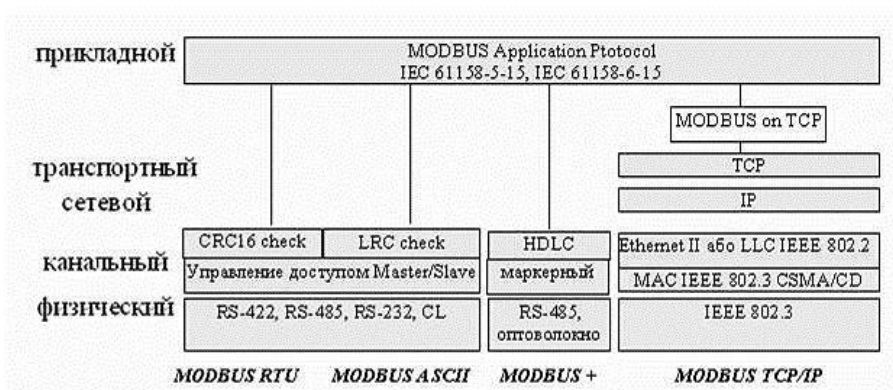 прикладной
MODBUS Application Ptotocol
IEC 61158-5-15, IEC 61158-6-15
MODBUS on TCP
транспортный
TCP
сетевой
IP
канальный
CRC16 check
LRC check
HDLC
Ethernet II або LLC IEEE 802.2
Управление доступом Master/Slave
маркерный
MAC IEEE 802.3 CSMA/CD
физический
RS-422, RS-485, RS-232, CL
RS-485,
оптоволокно
IEEE 802.3
MODBUS RTU
MODBUS ASCII
MODBUS +
MODBUS TCP/IP